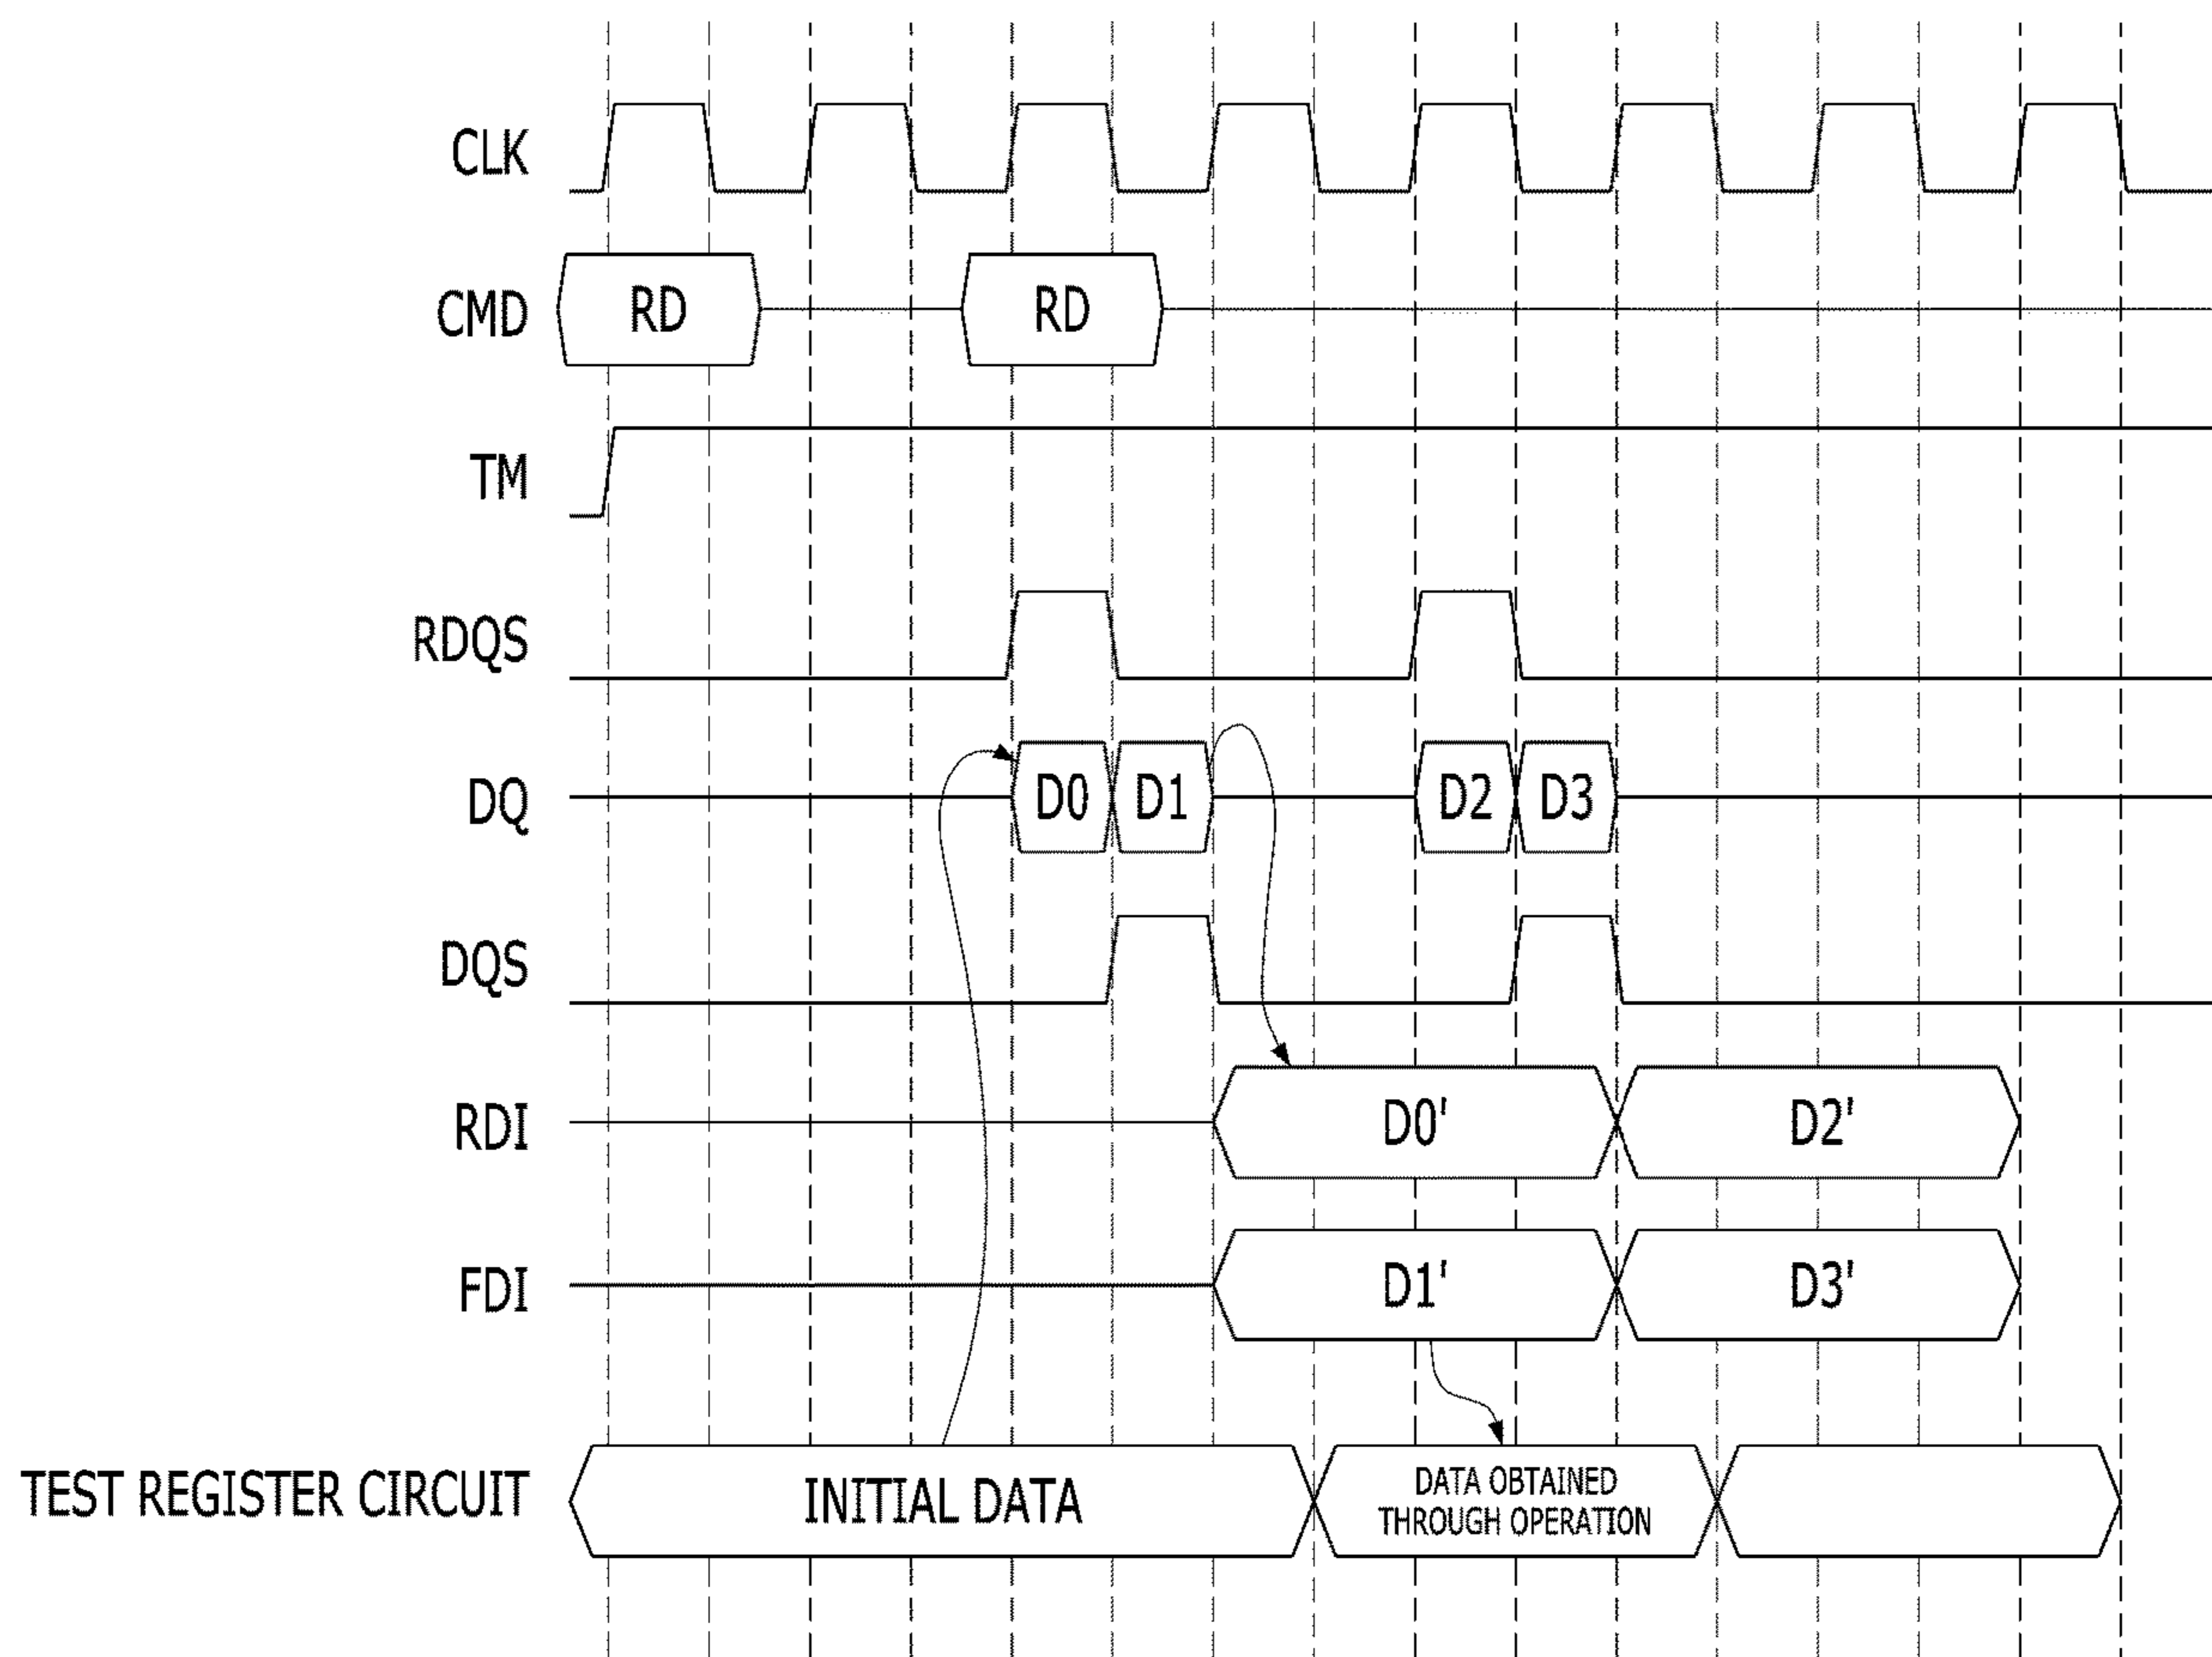 CLK
CMD RD RD
TM
RDQS
DQ D0 D1 D2 D3
DQS
RDI D0' D2'
FDI D1' D3'
TEST REGISTER CIRCUIT INITIAL DATA DATA OBTAINED
THROUGH OPERATION